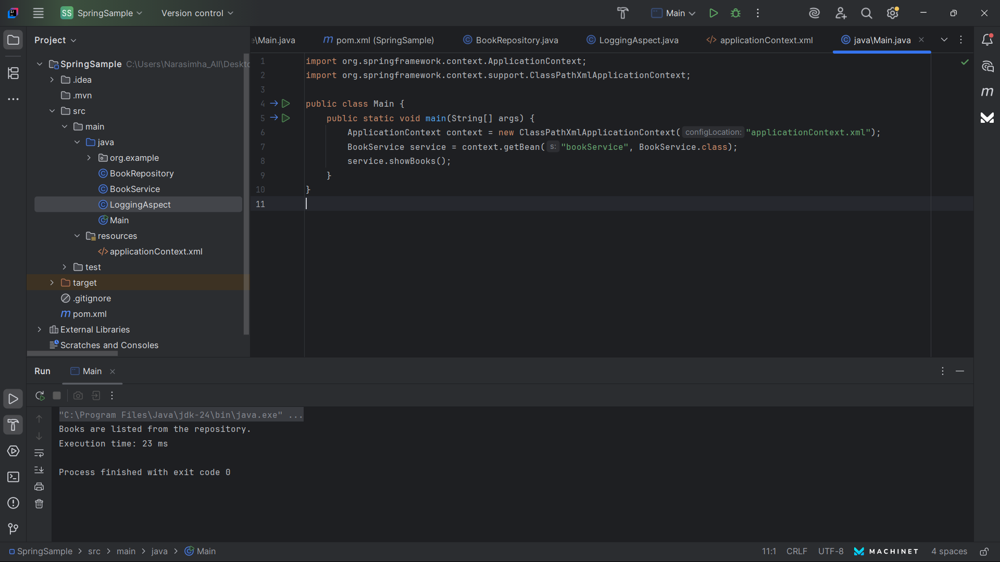 SS SpringSample Version control Main
Project
e\Main.java pom.xml (SpringSample) BookRepository.java LoggingAspect.java applicationContext.xml java\Main.java
SpringSample C:\Users\Narasimha_All\Deskto
.idea
.mvn
src
main
java
org.example
BookRepository
BookService
LoggingAspect
Main
resources
applicationContext.xml
test
target
.gitignore
pom.xml
External Libraries
Scratches and Consoles
1 import org.springframework.context.ApplicationContext;
2 import org.springframework.context.support.ClassPathXmlApplicationContext;
3
4 public class Main {
5 public static void main(String[] args) {
6 ApplicationContext context = new ClassPathXmlApplicationContext( configLocation: "applicationContext.xml");
7 BookService service = context.getBean( s: "bookService", BookService.class);
8 service.showBooks();
9 }
10 }
11
Run Main
"C:\Program Files\Java\jdk-24\bin\java.exe" ...
Books are listed from the repository.
Execution time: 23 ms
Process finished with exit code 0
SpringSample > src > main > java > Main
11:1 CRLF UTF-8 MACHINET 4 spaces